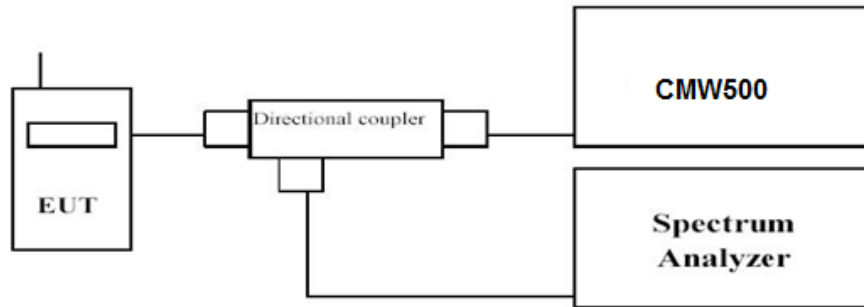 CMW500
Directional coupler
EUT
Spectrum
Analyzer